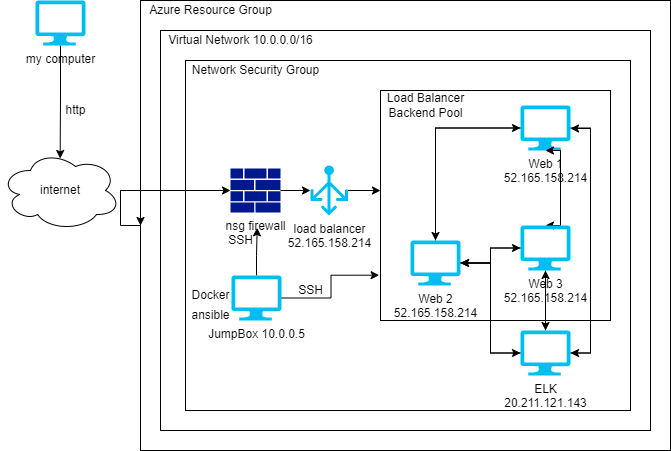 Azure Resource Group
Virtual Network 10.0.0.0/16
Network Security Group
my computer
http
internet
Load Balancer
Backend Pool
Web 1
52.165.158.214
nsg firewall
SSH
load balancer
52.165.158.214
Docker
ansible
SSH
JumpBox 10.0.0.5
Web 2
52.165.158.214
Web 3
52.165.158.214
ELK
20.211.121.143